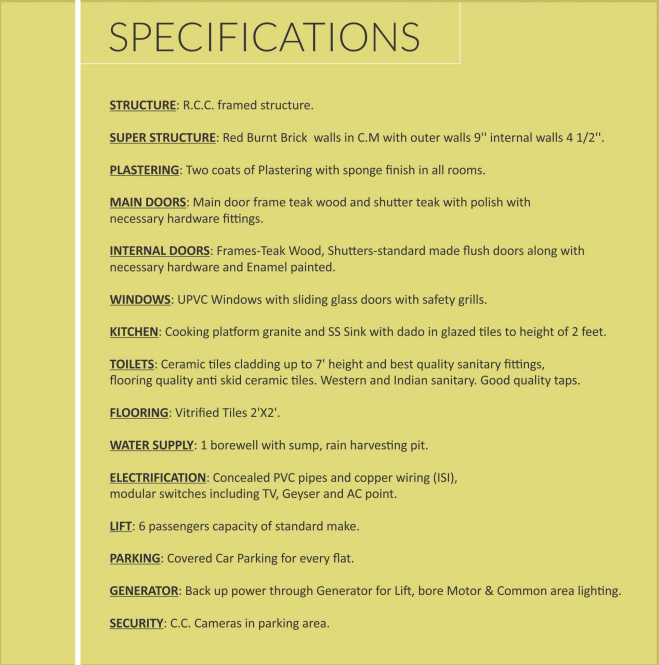 SPECIFICATIONS
STRUCTURE: R.C.C. framed structure.
SUPER STRUCTURE: Red Burnt Brick walls in C.M with outer walls 9'' internal walls 4 1/2''.
PLASTERING: Two coats of Plastering with sponge finish in all rooms.
MAIN DOORS: Main door frame teak wood and shutter teak with polish with
necessary hardware fittings.
INTERNAL DOORS: Frames-Teak Wood, Shutters-standard made flush doors along with
necessary hardware and Enamel painted.
WINDOWS: UPVC Windows with sliding glass doors with safety grills.
KITCHEN: Cooking platform granite and SS Sink with dado in glazed tiles to height of 2 feet.
TOILETS: Ceramic tiles cladding up to 7' height and best quality sanitary fittings,
flooring quality anti skid ceramic tiles. Western and Indian sanitary. Good quality taps.
FLOORING: Vitrified Tiles 2'X2'.
WATER SUPPLY: 1 borewell with sump, rain harvesting pit.
ELECTRIFICATION: Concealed PVC pipes and copper wiring (ISI),
modular switches including TV, Geyser and AC point.
LIFT: 6 passengers capacity of standard make.
PARKING: Covered Car Parking for every flat.
GENERATOR: Back up power through Generator for Lift, bore Motor & Common area lighting.
SECURITY: C.C. Cameras in parking area.